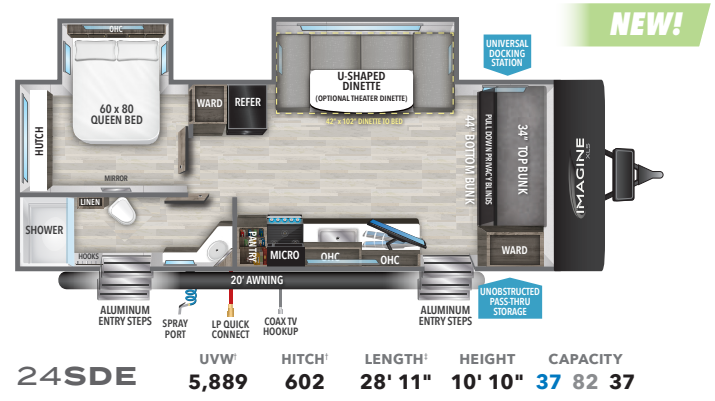 NEW!
OHC
60 x 80
QUEEN BED
HUTCH
MIRROR
WARD
REFER
U-SHAPED
DINETTE
(OPTIONAL THEATER DINETTE)
42" x 102" DINETTE TO BED
UNIVERSAL
DOCKING
STATION
44" BOTTOM BUNK
PULL DOWN PRIVACY BLINDS
34" TOP BUNK
IMAGINE
XLS
LINEN
SHOWER
HOOKS
PANTRY
MICRO
OHC
OHC
WARD
20' AWNING
ALUMINUM
ENTRY STEPS
SPRAY
PORT
LP QUICK
CONNECT
COAX TV
HOOKUP
ALUMINUM
ENTRY STEPS
UNOBSTRUCTED
PASS-THRU
STORAGE
24SDE
UVW† HITCH† LENGTH‡ HEIGHT CAPACITY
5,889 602 28' 11" 10' 10" 37 82 37